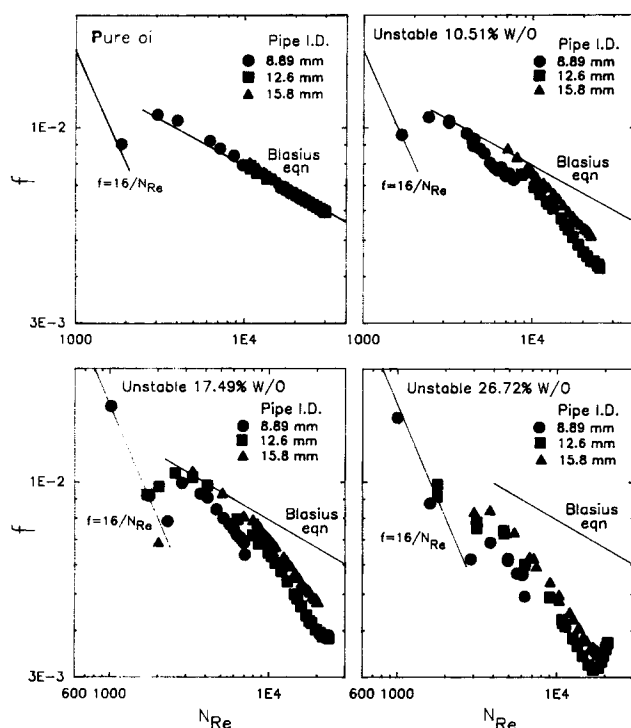 Pure oi
Pipe I.D.
8.89 mm
12.6 mm
15.8 mm
1E-2
f
Blasius
eqn
f=16/N_Re
3E-3
1000
1E4
Unstable 10.51% W/O
Pipe I.D.
8.89 mm
12.6 mm
15.8 mm
Blasius
eqn
f=16/N_Re
1000
1E4
Unstable 17.49% W/O
Pipe I.D.
8.89 mm
12.6 mm
15.8 mm
1E-2
f
Blasius
eqn
f=16/N_Re
3E-3
600 1000
1E4
N_Re
Unstable 26.72% W/O
Pipe I.D.
8.89 mm
12.6 mm
15.8 mm
Blasius
eqn
f=16/N_Re
600 1000
1E4
N_Re